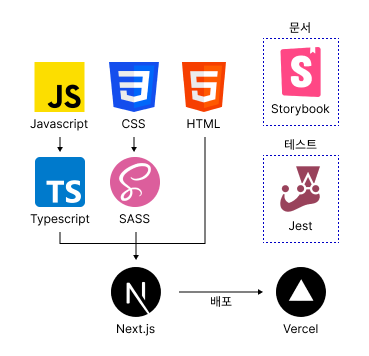 문서
JS
3
5
S
Javascript
CSS
HTML
Storybook
테스트
TS
Typescript
SASS
Jest
N
배포
Next.js
Vercel